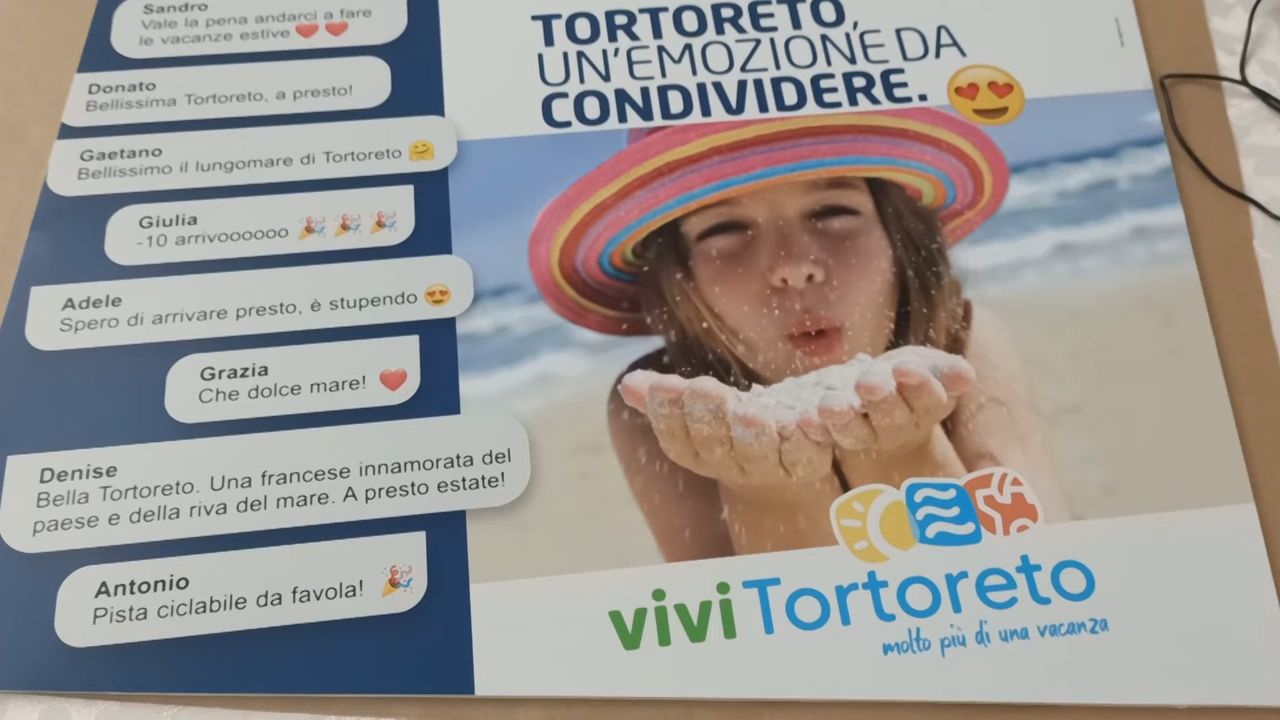 Sandro
Vale la pena andarci a fare
le vacanze estive ❤️ ❤️
Donato
Bellissima Tortoreto, a presto!
Gaetano
Bellissimo il lungomare di Tortoreto 🤗
Giulia
-10 arrivoooooo 🎉 🎉 🎉
Adele
Spero di arrivare presto, è stupendo 😍
Grazia
Che dolce mare! ❤️
Denise
Bella Tortoreto. Una francese innamorata del
paese e della riva del mare. A presto estate!
Antonio
Pista ciclabile da favola! 🎉
TORTORETO,
UN'EMOZIONE DA
CONDIVIDERE. 😍
vivi Tortoreto
molto più di una vacanza